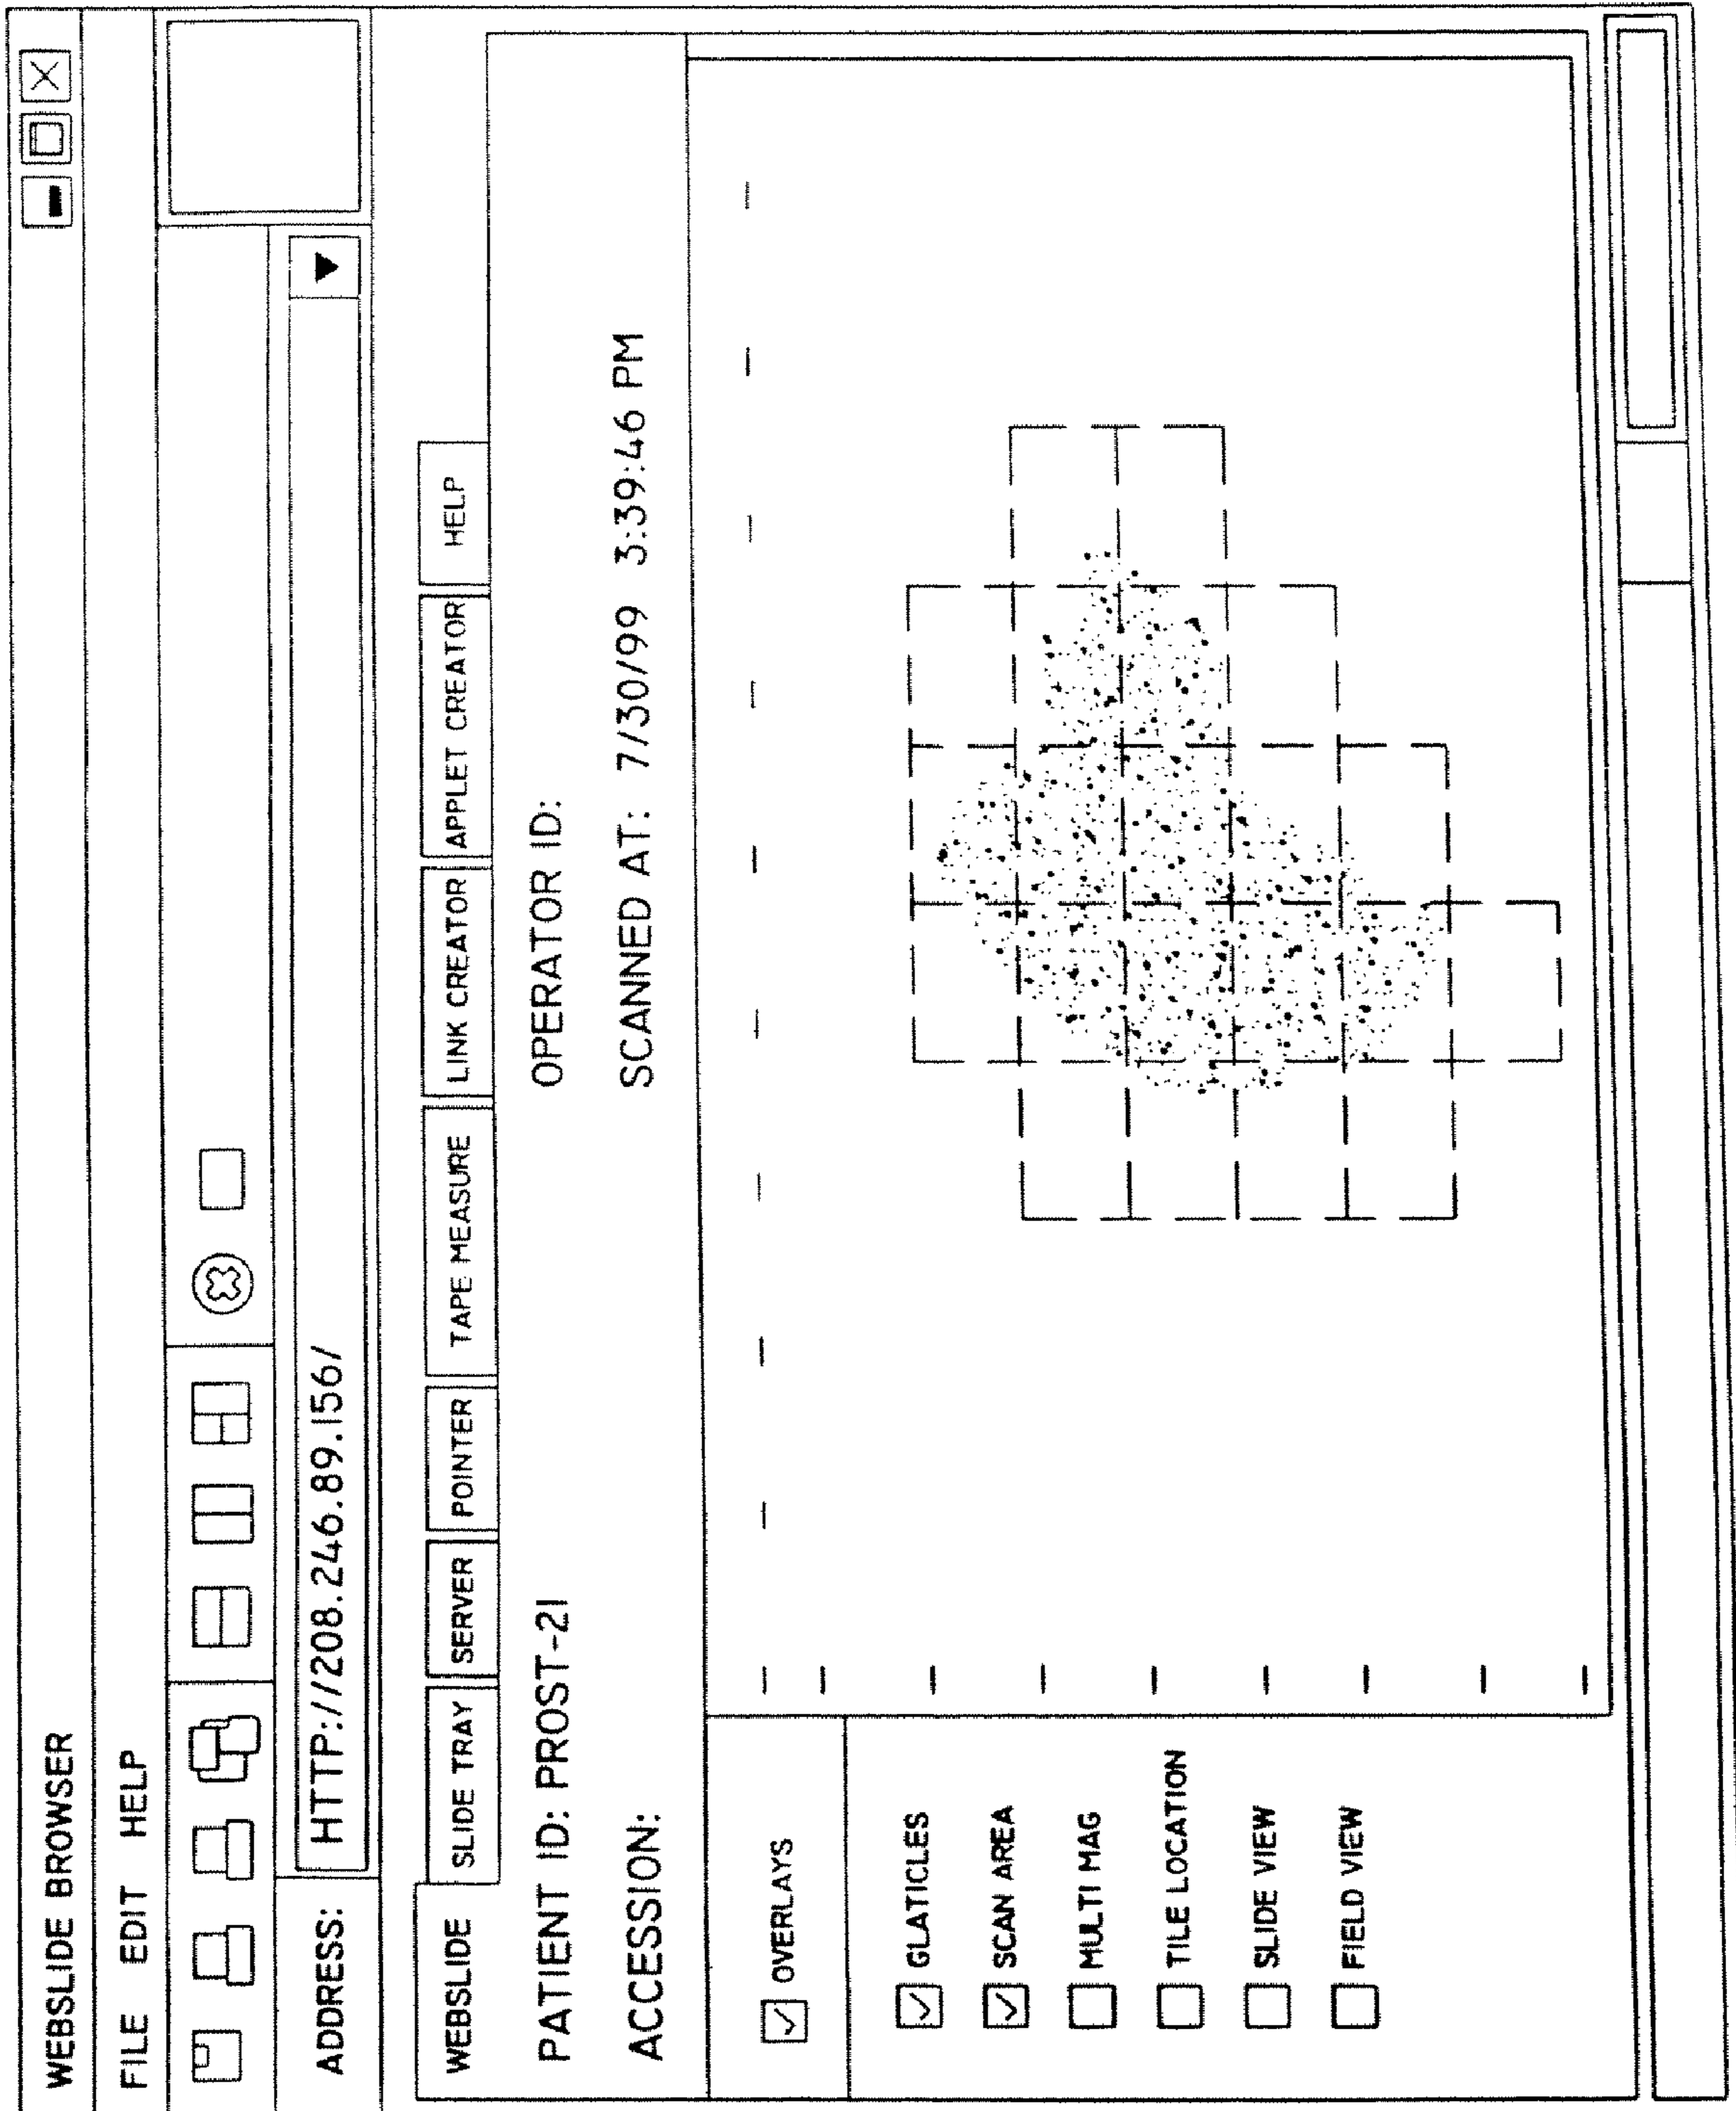 WEBSLIDE BROWSER
FILE EDIT HELP
ADDRESS: HTTP://208.246.89.156/
WEBSLIDE SLIDE TRAY SERVER POINTER TAPE MEASURE LINK CREATOR APPLET CREATOR HELP
PATIENT ID: PROST-21 OPERATOR ID:
ACCESSION: SCANNED AT: 7/30/99 3:39:46 PM
OVERLAYS
GLATICLES
SCAN AREA
MULTI MAG
TILE LOCATION
SLIDE VIEW
FIELD VIEW